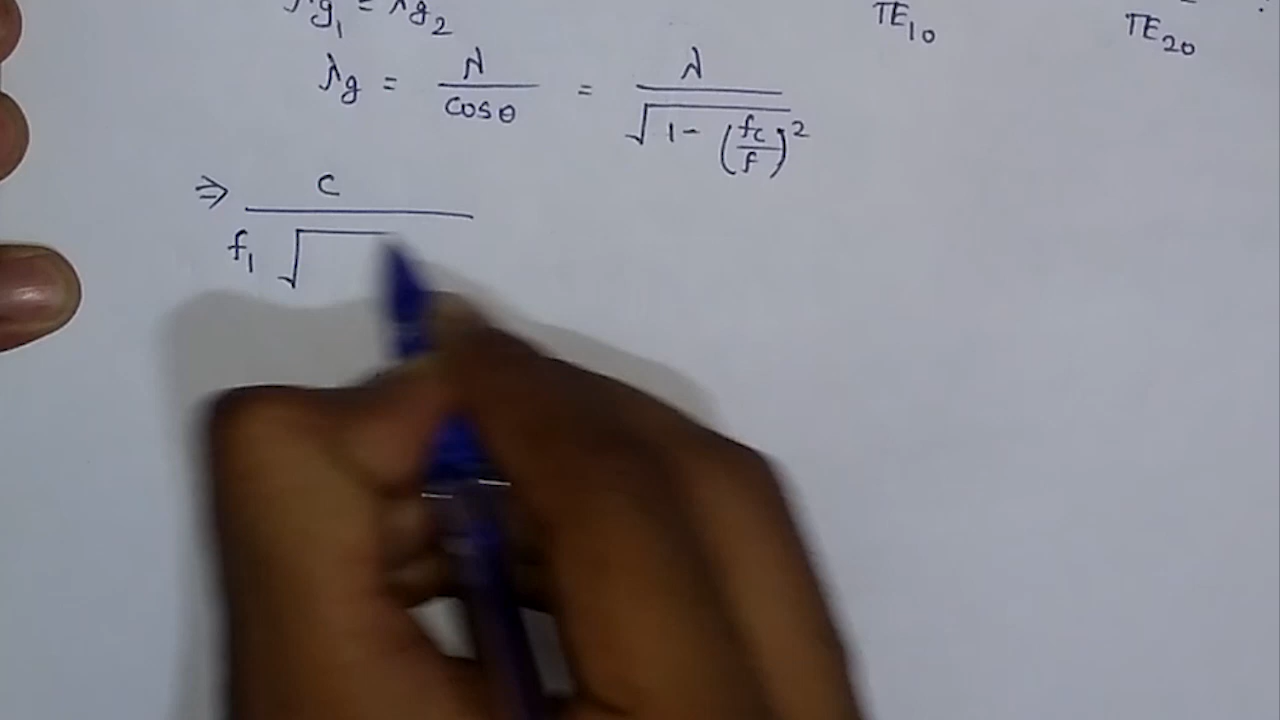 λg₁ = λg₂ TE₁₀ TE₂₀
λg = λ / cosθ = λ / √(1 - (fc/f)²)
⇒ c / f₁ √